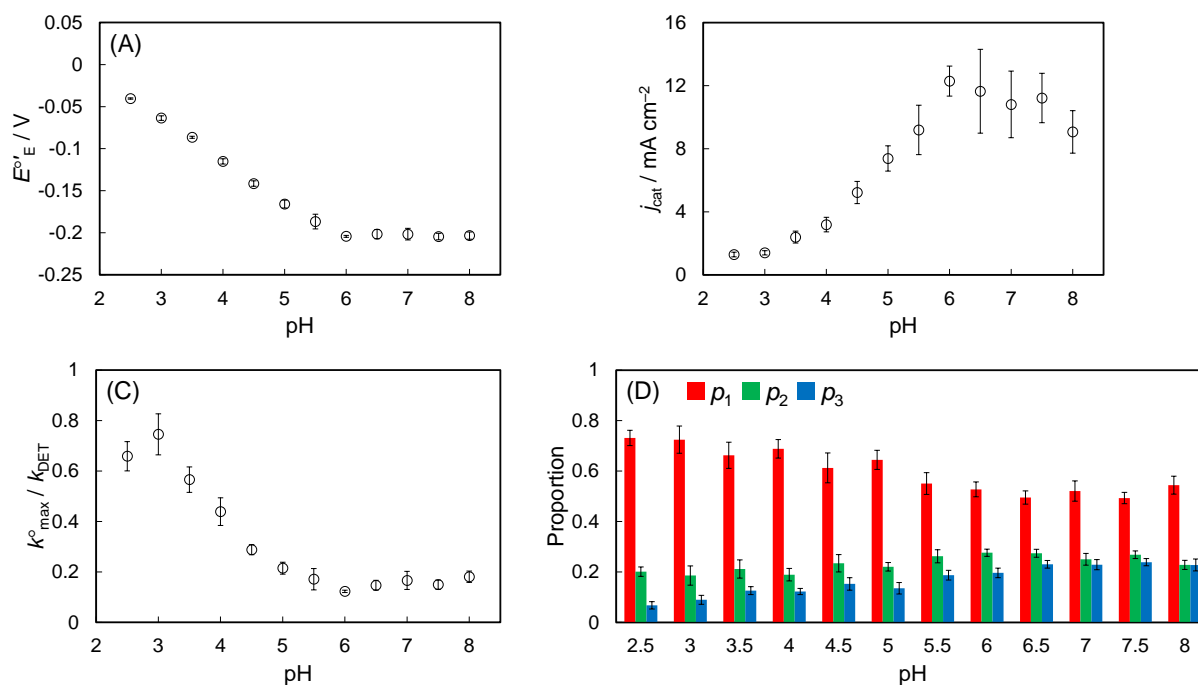 (A)
E°′E / V
0.05
0
-0.05
-0.1
-0.15
-0.2
-0.25
2 3 4 5 6 7 8
pH
jcat / mA cm−2
16
12
8
4
0
2 3 4 5 6 7 8
pH
(C)
k°max / kDET
1
0.8
0.6
0.4
0.2
0
2 3 4 5 6 7 8
pH
(D) p1 p2 p3
Proportion
1
0.8
0.6
0.4
0.2
0
2.5 3 3.5 4 4.5 5 5.5 6 6.5 7 7.5 8
pH